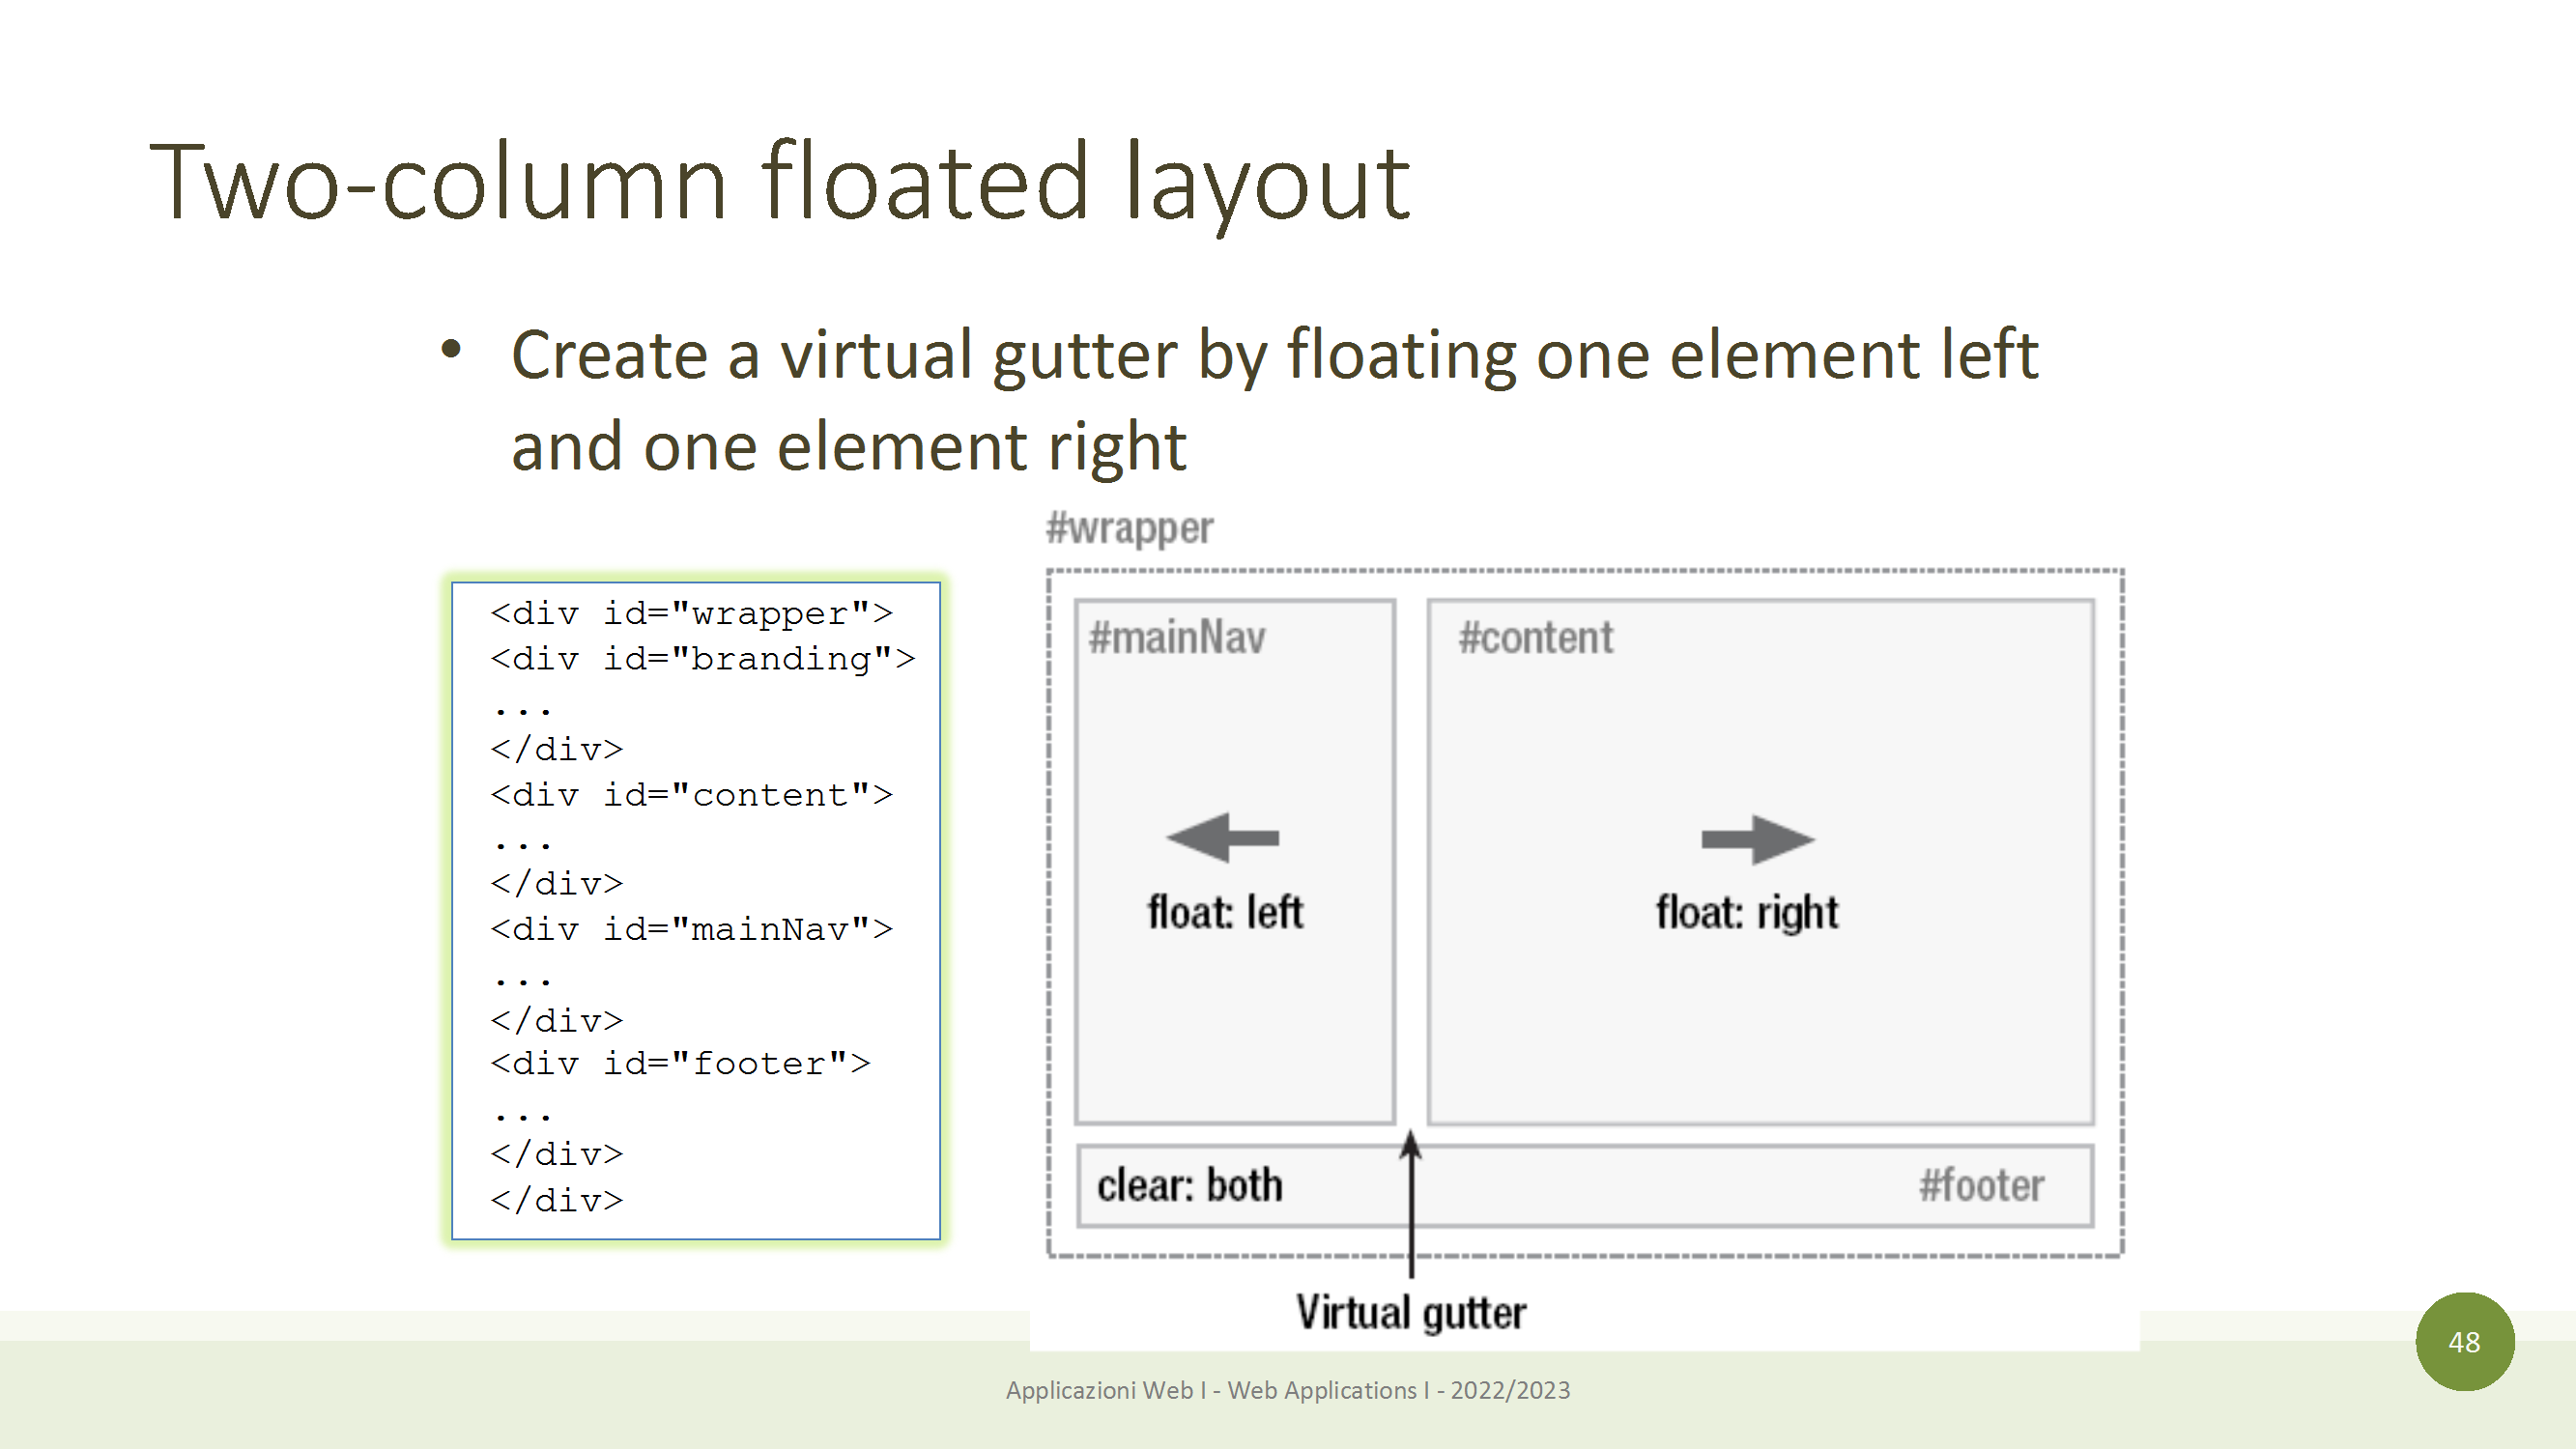 Two-column floated layout
• Create a virtual gutter by floating one element left
and one element right
<div id="wrapper">
<div id="branding">
...
</div>
<div id="content">
...
</div>
<div id="mainNav">
...
</div>
<div id="footer">
...
</div>
</div>
#wrapper
#mainNav
#content
float: left
float: right
clear: both
#footer
Virtual gutter
48
Applicazioni Web I - Web Applications I - 2022/2023